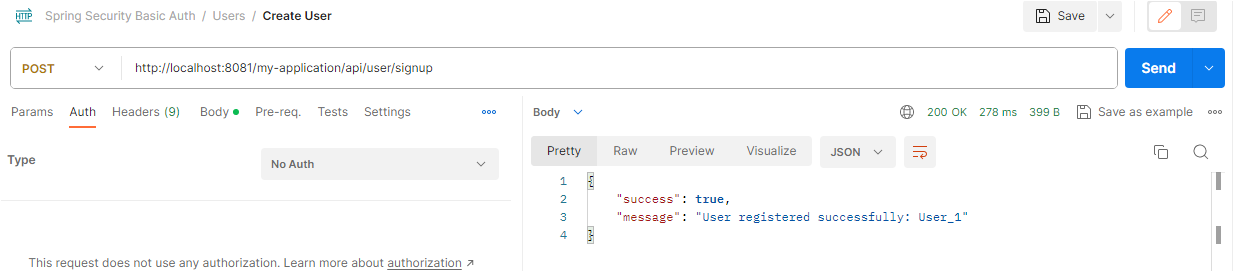 HTTP Spring Security Basic Auth / Users / Create User
Save
POST http://localhost:8081/my-application/api/user/signup
Send
Params Auth Headers (9) Body Pre-req. Tests Settings
Type
No Auth
This request does not use any authorization. Learn more about authorization ↗
Body 200 OK 278 ms 399 B Save as example
Pretty Raw Preview Visualize JSON
1 {
2 "success": true,
3 "message": "User registered successfully: User_1"
4 }